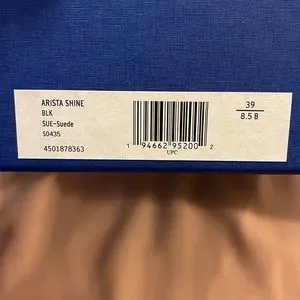 ARISTA SHINE
BLK
SUE-Suede
S0435
4501878363
1 94662 95200 2
UPC
39
8.5 B